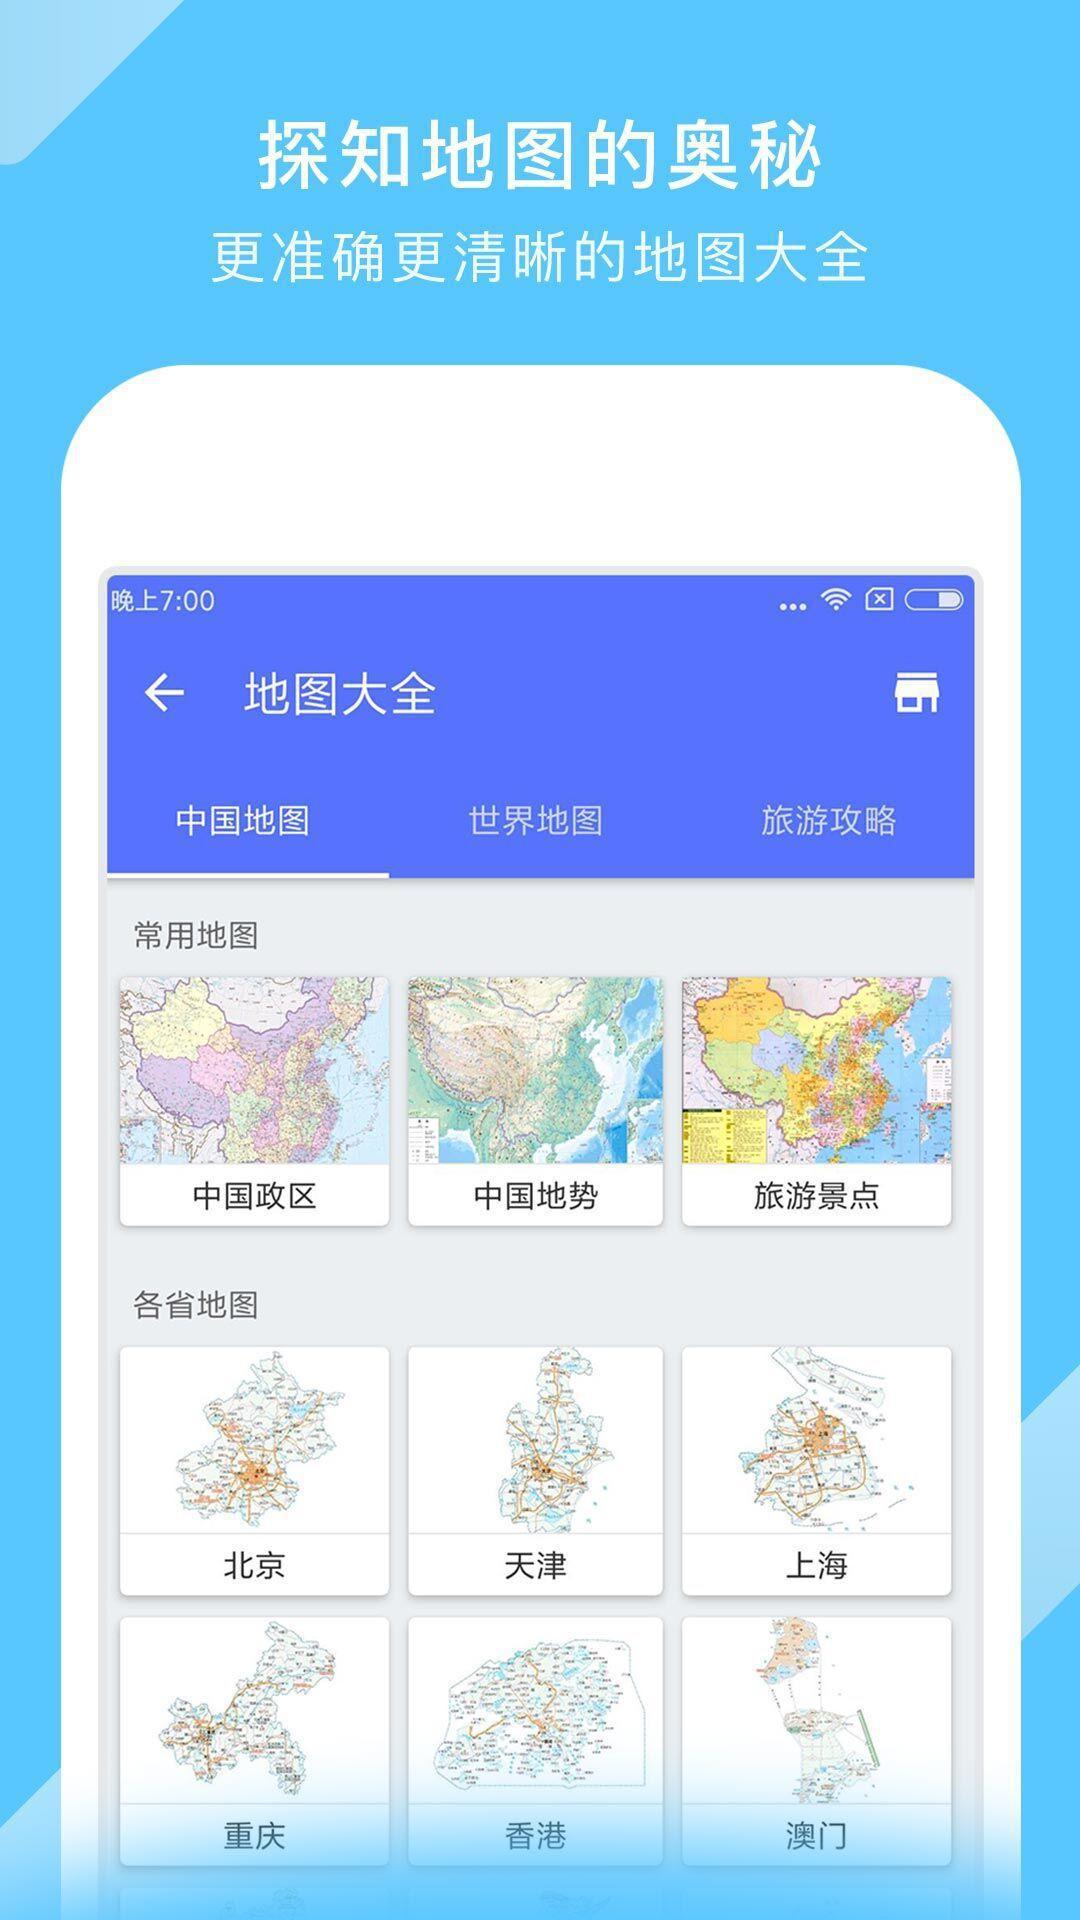 探知地图的奥秘
更准确更清晰的地图大全
晚上7:00
地图大全
中国地图 世界地图 旅游攻略
常用地图
中国政区 中国地势 旅游景点
各省地图
北京 天津 上海
重庆 香港 澳门